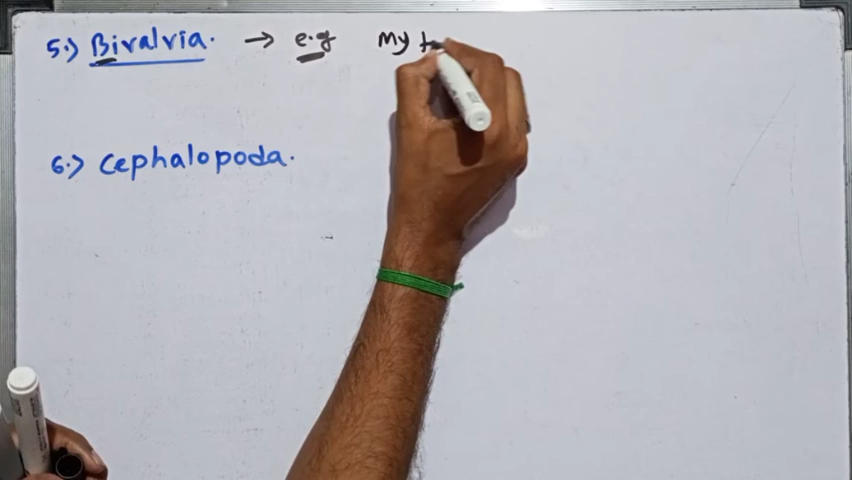 5.) Bivalvia. → e.g My
6.) Cephalopoda.